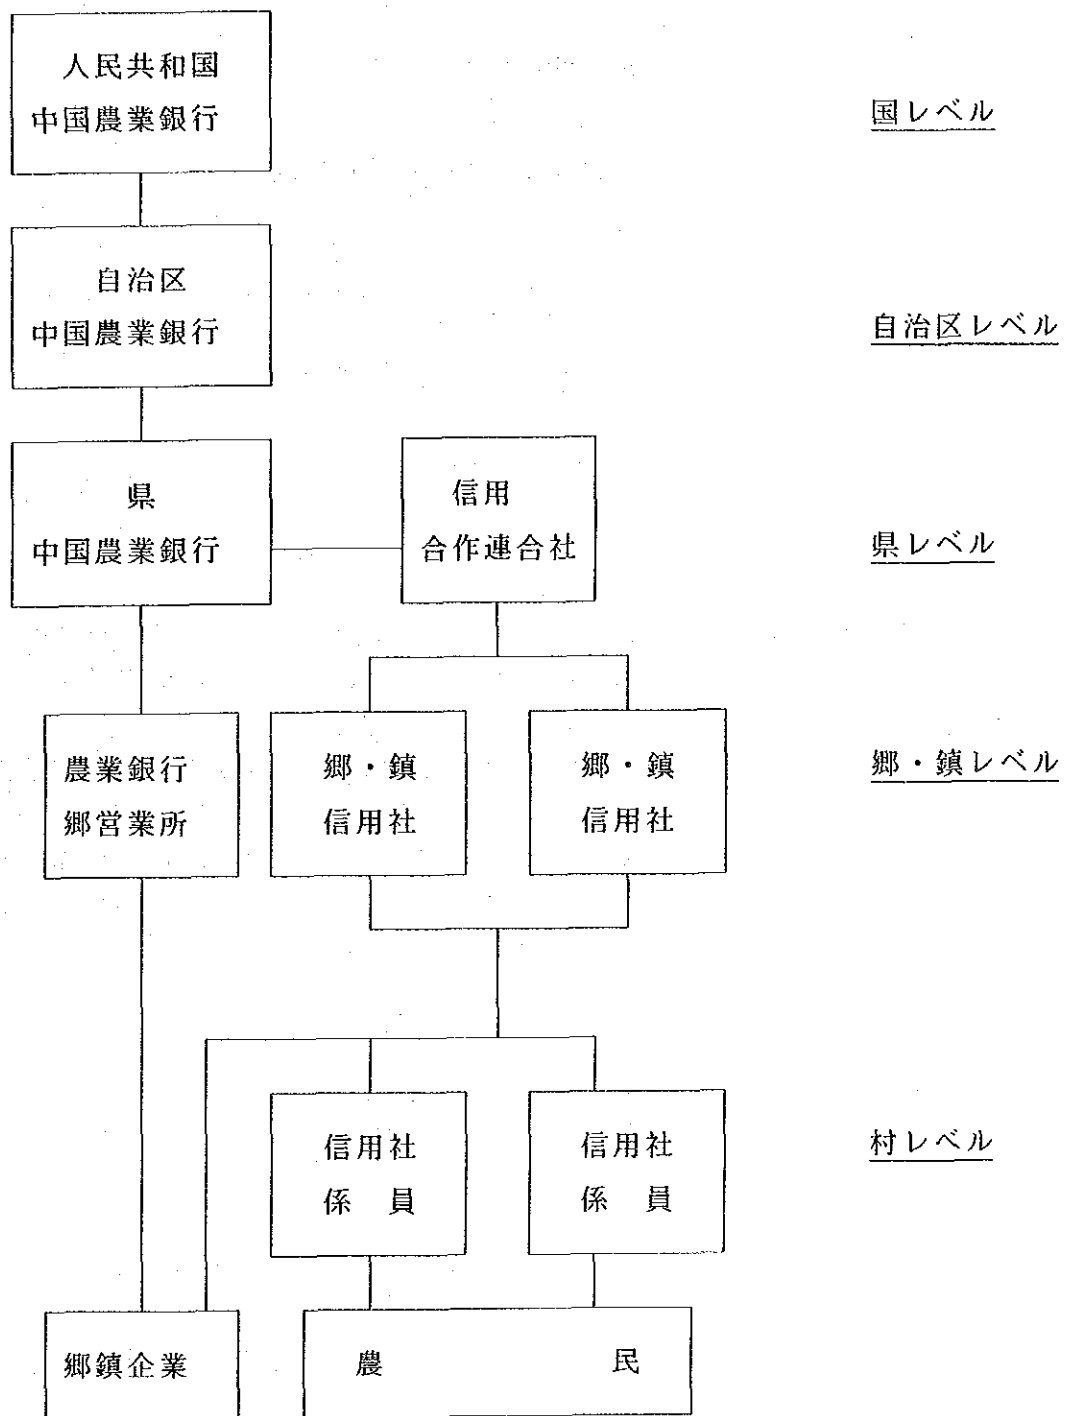 人民共和国
中国農業銀行
国レベル
自治区
中国農業銀行
自治区レベル
県
中国農業銀行
信用
合作連合社
県レベル
農業銀行
郷営業所
郷・鎮
信用社
郷・鎮
信用社
郷・鎮レベル
信用社
係 員
信用社
係 員
村レベル
郷鎮企業
農 民